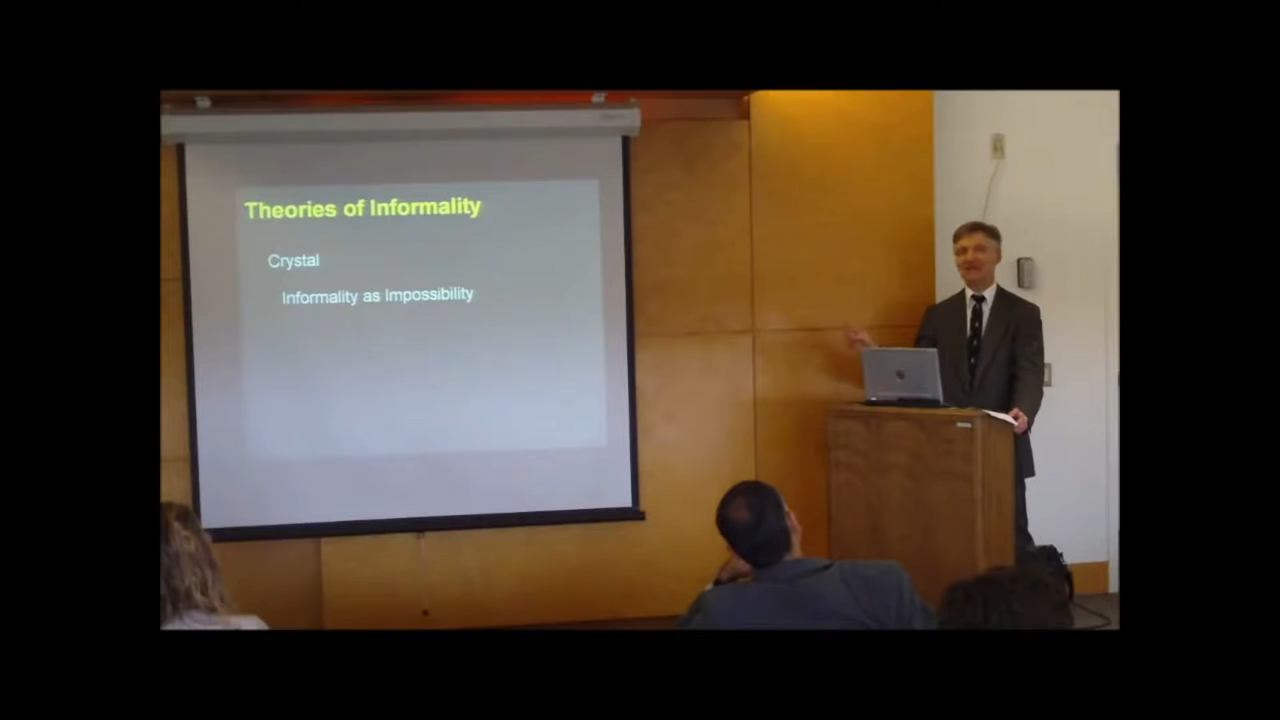 Theories of Informality
Crystal
Informality as Impossibility